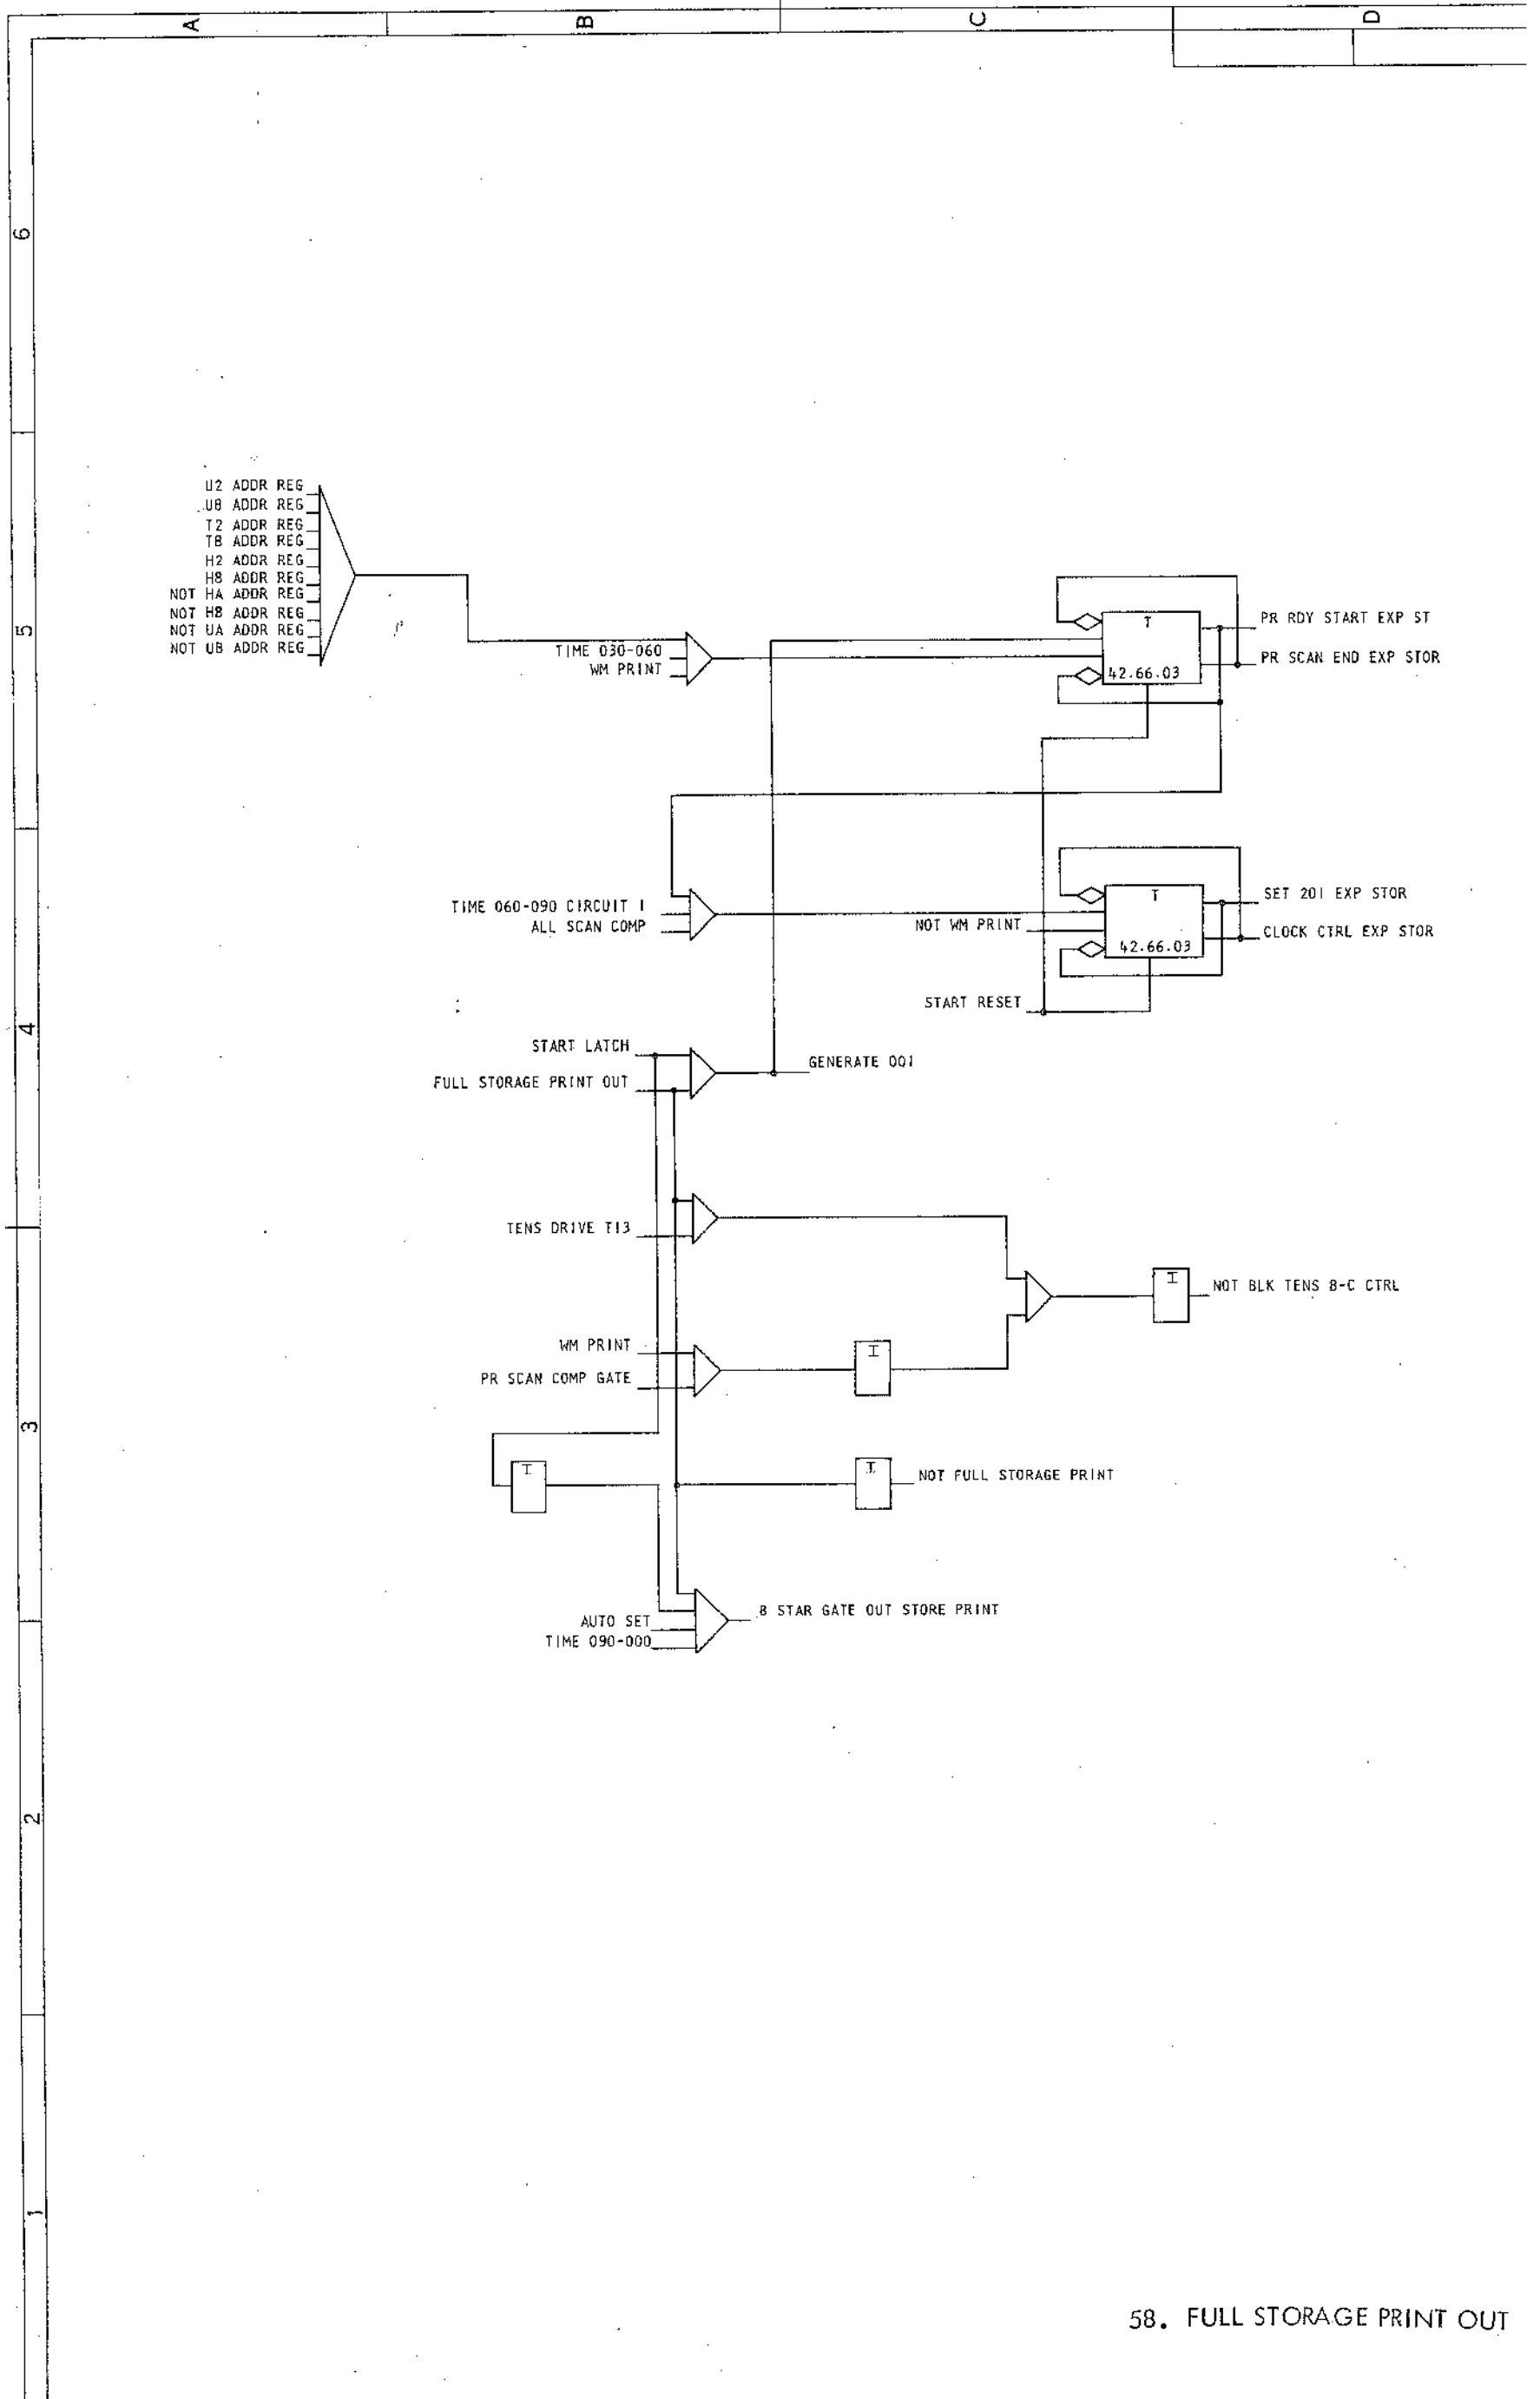 A B C D
6
U2 ADDR REG
U8 ADDR REG
T2 ADDR REG
T8 ADDR REG
H2 ADDR REG
H8 ADDR REG
NOT HA ADDR REG
NOT HB ADDR REG
NOT UA ADDR REG
NOT UB ADDR REG
5
TIME 030-060
WM PRINT
T
42.66.03
PR RDY START EXP ST
PR SCAN END EXP STOR
TIME 060-090 CIRCUIT 1
ALL SCAN COMP
NOT WM PRINT
T
42.66.03
SET 201 EXP STOR
CLOCK CTRL EXP STOR
START RESET
4
START LATCH
FULL STORAGE PRINT OUT
GENERATE 001
TENS DRIVE T13
I
NOT BLK TENS B-C CTRL
WM PRINT
PR SCAN COMP GATE
I
3
I
I
NOT FULL STORAGE PRINT
AUTO SET
TIME 090-000
B STAR GATE OUT STORE PRINT
2
1
58. FULL STORAGE PRINT OUT